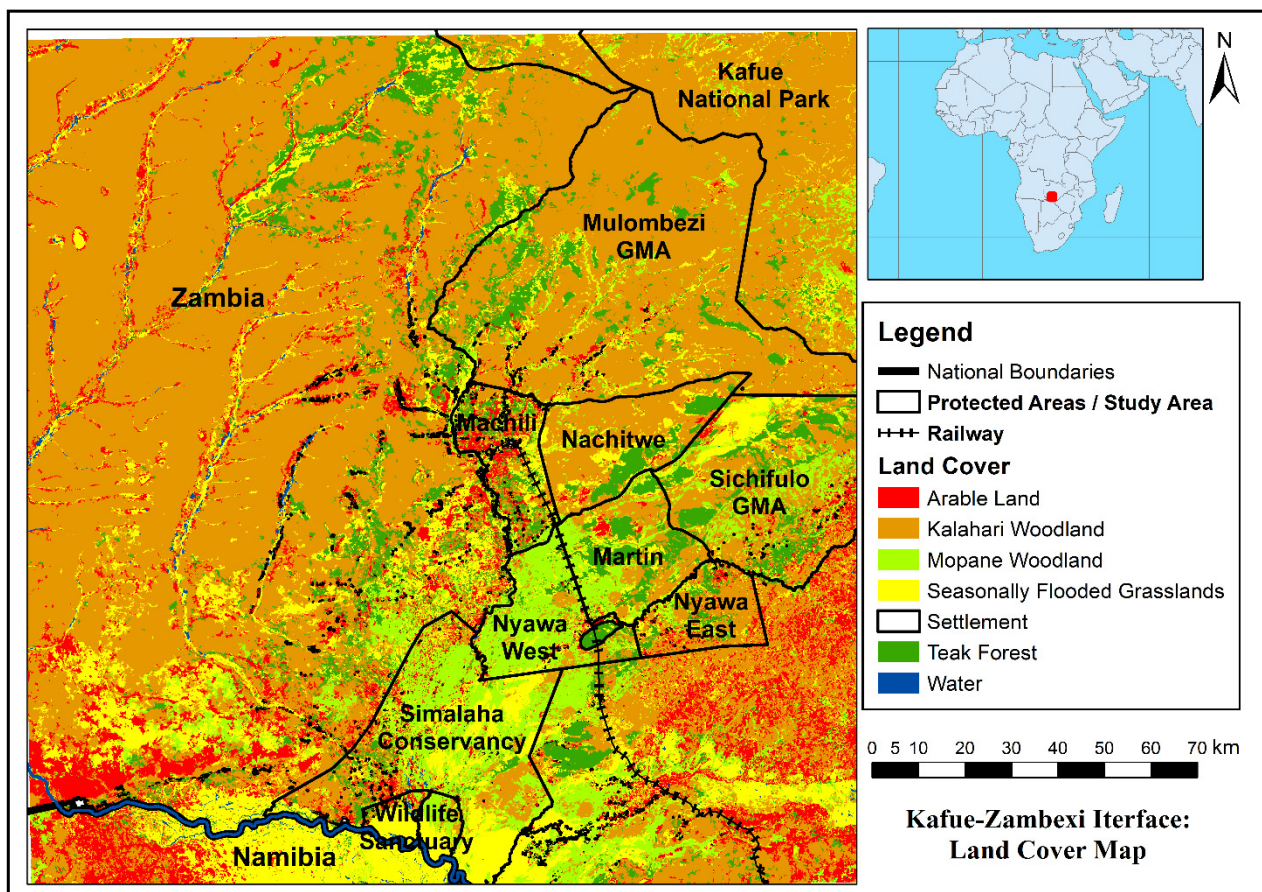 Kafue
National Park
Mulombezi
GMA
Zambia
Machili
Nachitwe
Sichifulo
GMA
Martin
Nyawa
East
Nyawa
West
Simalaha
Conservancy
Wildlife
Sanctuary
Namibia
N
Legend
National Boundaries
Protected Areas / Study Area
Railway
Land Cover
Arable Land
Kalahari Woodland
Mopane Woodland
Seasonally Flooded Grasslands
Settlement
Teak Forest
Water
0 5 10 20 30 40 50 60 70 km
Kafue-Zambexi Iterface:
Land Cover Map